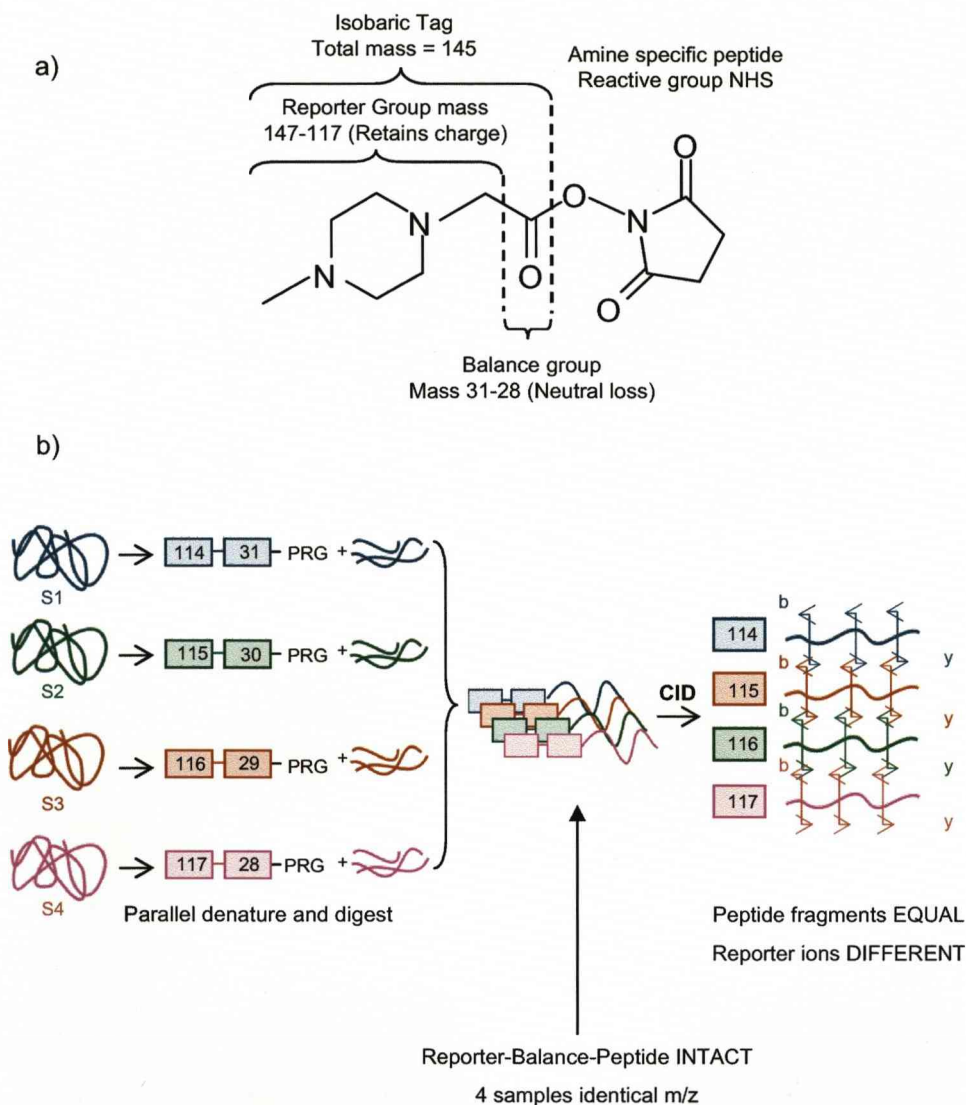 a)
Isobaric Tag
Total mass = 145
Amine specific peptide
Reactive group NHS
Reporter Group mass
147-117 (Retains charge)
O
O
N
N
N
O
O
Balance group
Mass 31-28 (Neutral loss)
b)
S1
114 31 PRG +
S2
115 30 PRG +
S3
116 29 PRG +
S4
117 28 PRG +
CID
114 b y
115 b y
116 b y
117 b y
Parallel denature and digest
Peptide fragments EQUAL
Reporter ions DIFFERENT
Reporter-Balance-Peptide INTACT
4 samples identical m/z